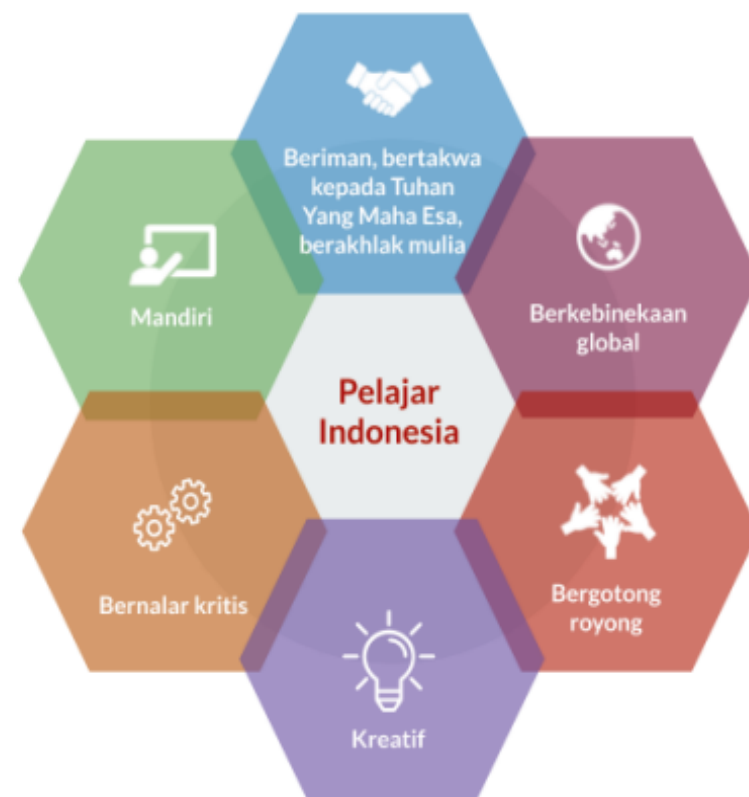 Beriman, bertakwa
kepada Tuhan
Yang Maha Esa,
berakhlak mulia
Mandiri
Berkebinekaan
global
Pelajar
Indonesia
Bernalar kritis
Bergotong
royong
Kreatif